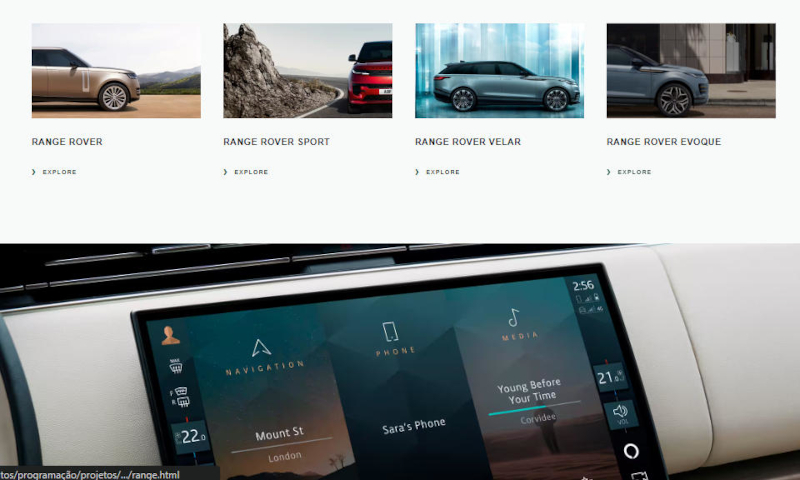 RANGE ROVER
RANGE ROVER SPORT
RANGE ROVER VELAR
RANGE ROVER EVOQUE
❯ EXPLORE
❯ EXPLORE
❯ EXPLORE
❯ EXPLORE
2:56
4G
NAVIGATION
PHONE
MEDIA
MAX
F
R
22.0
21.0
VOL
Mount St
London
Sara's Phone
Young Before
Your Time
Corvidee
tos/programação/projetos/.../range.html